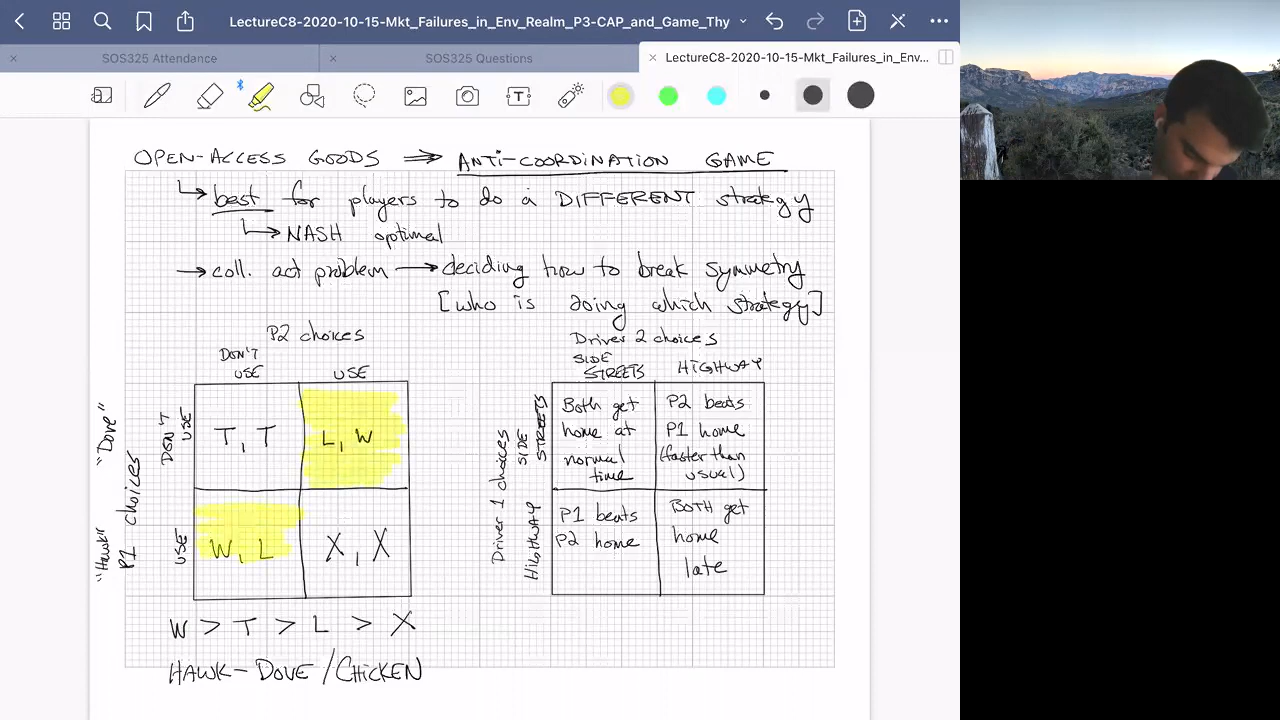 LectureC8-2020-10-15-Mkt_Failures_in_Env_Realm_P3-CAP_and_Game_Thy
SOS325 Attendance
SOS325 Questions
LectureC8-2020-10-15-Mkt_Failures_in_Env...
OPEN-ACCESS GOODS ⇒ ANTI-COORDINATION GAME
↳ best for players to do a DIFFERENT strategy
↳ NASH optimal
→ coll. act problem → deciding how to break symmetry
[who is doing which strategy]
P2 choices
DON'T USE
USE
"Dove"
"Hawk"
P1 choices
DON'T USE
USE
T, T
L, W
W, L
X, X
W > T > L > X
HAWK-DOVE/CHICKEN
Driver 2 choices
SIDE STREETS
HIGHWAY
Driver 1 choices
SIDE STREETS
HIGHWAY
Both get
home at
normal
time
P2 beats
P1 home
(faster than
usual)
P1 beats
P2 home
BOTH get
home
late